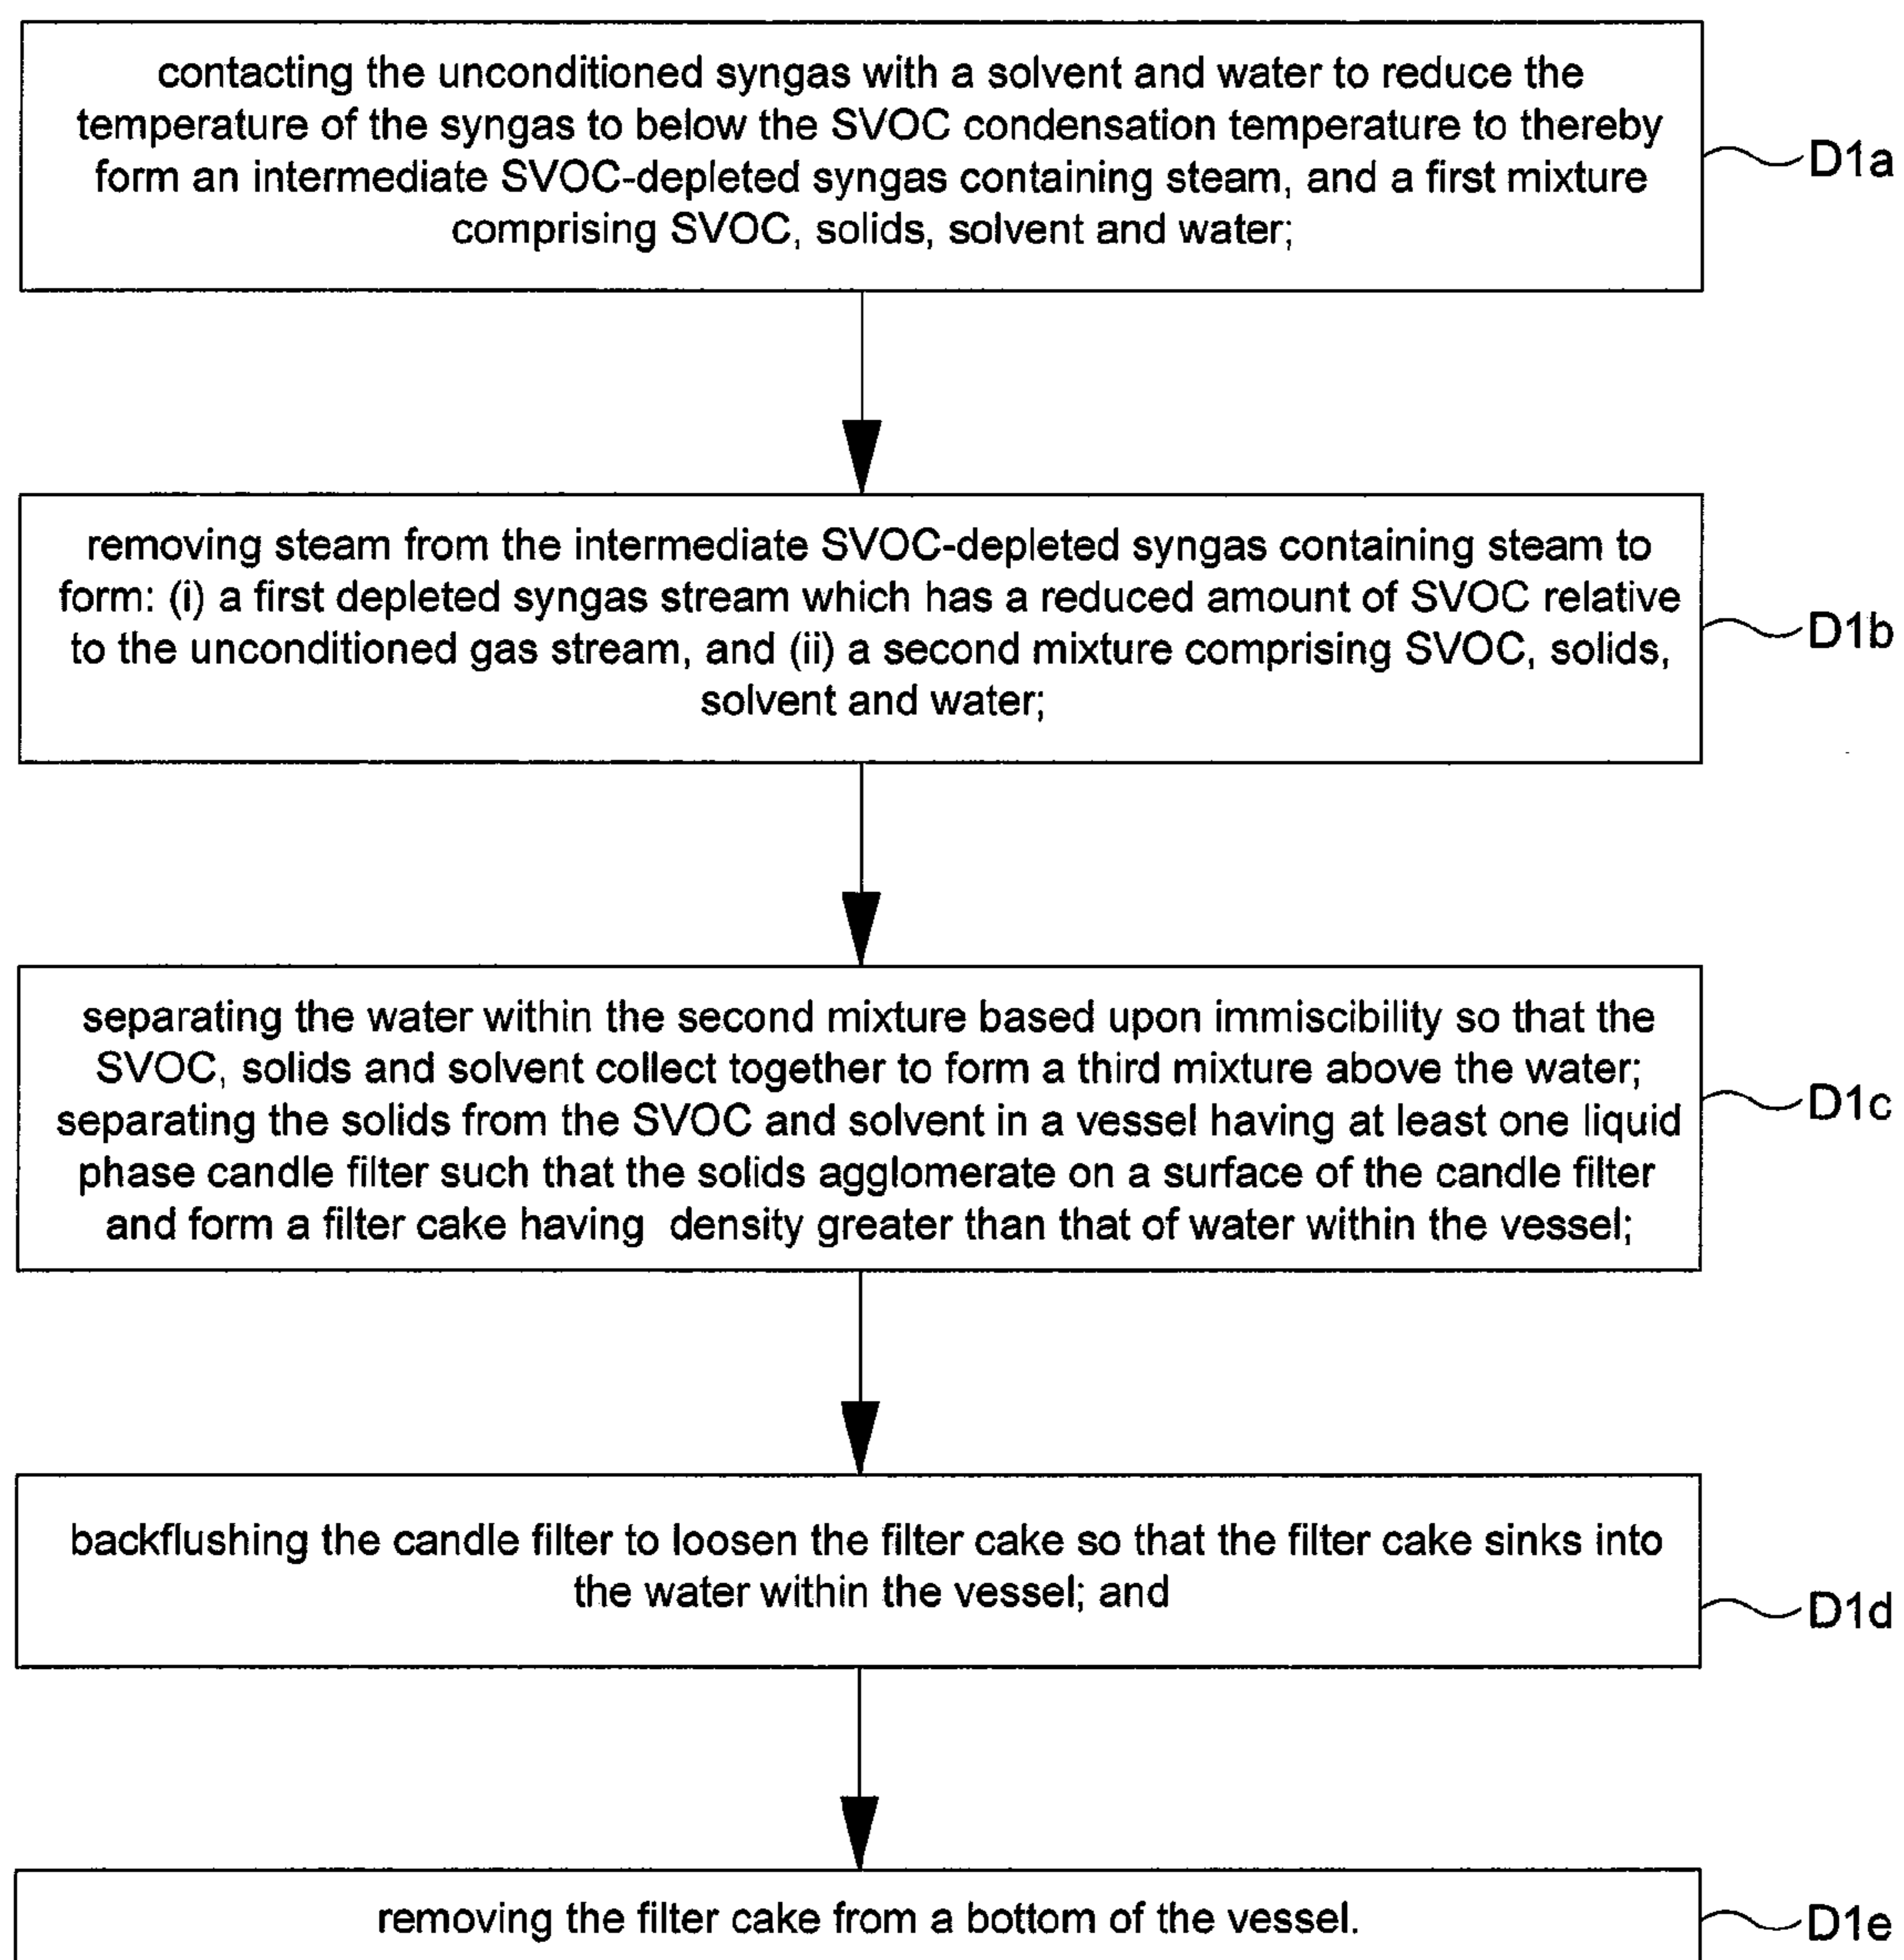 contacting the unconditioned syngas with a solvent and water to reduce the
temperature of the syngas to below the SVOC condensation temperature to thereby
form an intermediate SVOC-depleted syngas containing steam, and a first mixture
comprising SVOC, solids, solvent and water;
D1a
removing steam from the intermediate SVOC-depleted syngas containing steam to
form: (i) a first depleted syngas stream which has a reduced amount of SVOC relative
to the unconditioned gas stream, and (ii) a second mixture comprising SVOC, solids,
solvent and water;
D1b
separating the water within the second mixture based upon immiscibility so that the
SVOC, solids and solvent collect together to form a third mixture above the water;
separating the solids from the SVOC and solvent in a vessel having at least one liquid
phase candle filter such that the solids agglomerate on a surface of the candle filter
and form a filter cake having density greater than that of water within the vessel;
D1c
backflushing the candle filter to loosen the filter cake so that the filter cake sinks into
the water within the vessel; and
D1d
removing the filter cake from a bottom of the vessel.
D1e